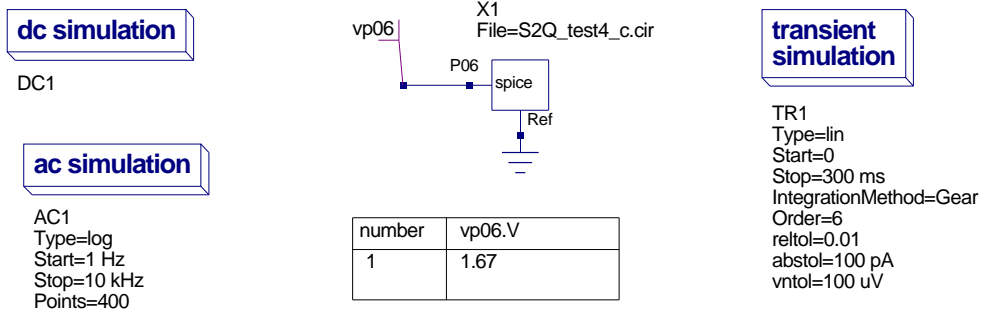 dc simulation
DC1
ac simulation
AC1
Type=log
Start=1 Hz
Stop=10 kHz
Points=400
vp06
X1
File=S2Q_test4_c.cir
P06
spice
Ref
number vp06.V
1 1.67
transient
simulation
TR1
Type=lin
Start=0
Stop=300 ms
IntegrationMethod=Gear
Order=6
reltol=0.01
abstol=100 pA
vntol=100 uV